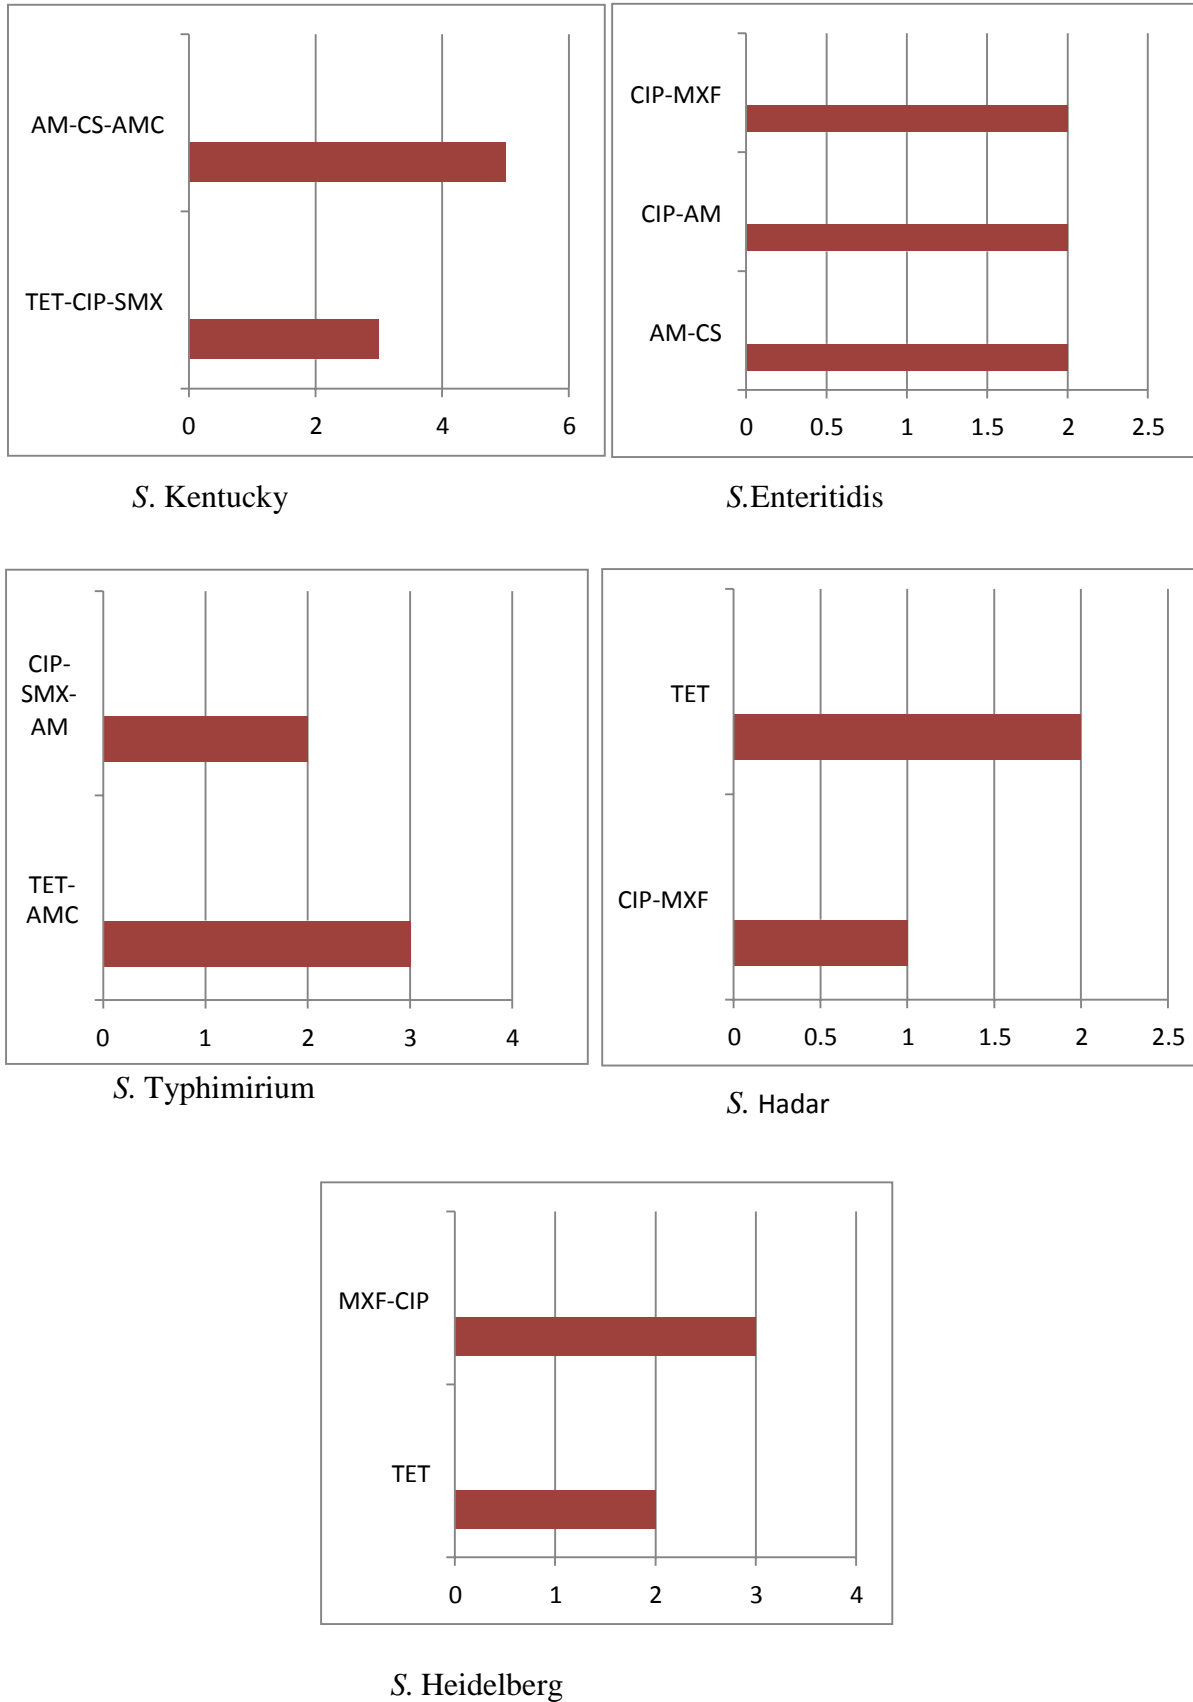 AM-CS-AMC
TET-CIP-SMX
0 2 4 6
S. Kentucky
CIP-MXF
CIP-AM
AM-CS
0 0.5 1 1.5 2 2.5
S.Enteritidis
CIP-
SMX-
AM
TET-
AMC
0 1 2 3 4
S. Typhimirium
TET
CIP-MXF
0 0.5 1 1.5 2 2.5
S. Hadar
MXF-CIP
TET
0 1 2 3 4
S. Heidelberg